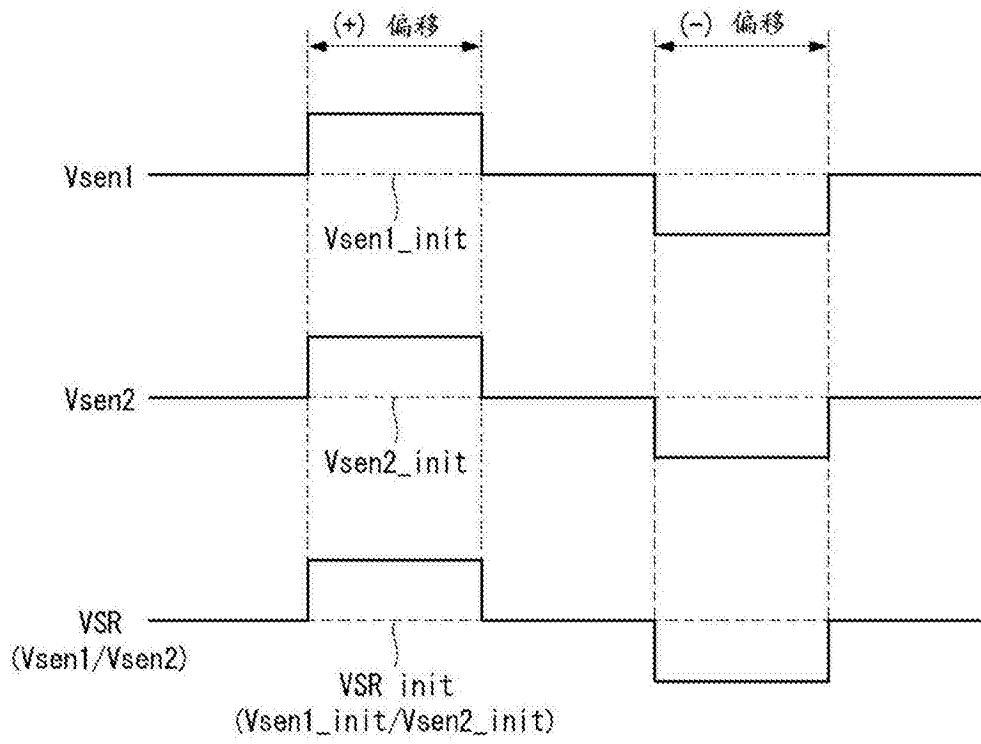 (+) 偏移
(-) 偏移
Vsen1
Vsen1_init
Vsen2
Vsen2_init
VSR
(Vsen1/Vsen2)
VSR init
(Vsen1_init/Vsen2_init)